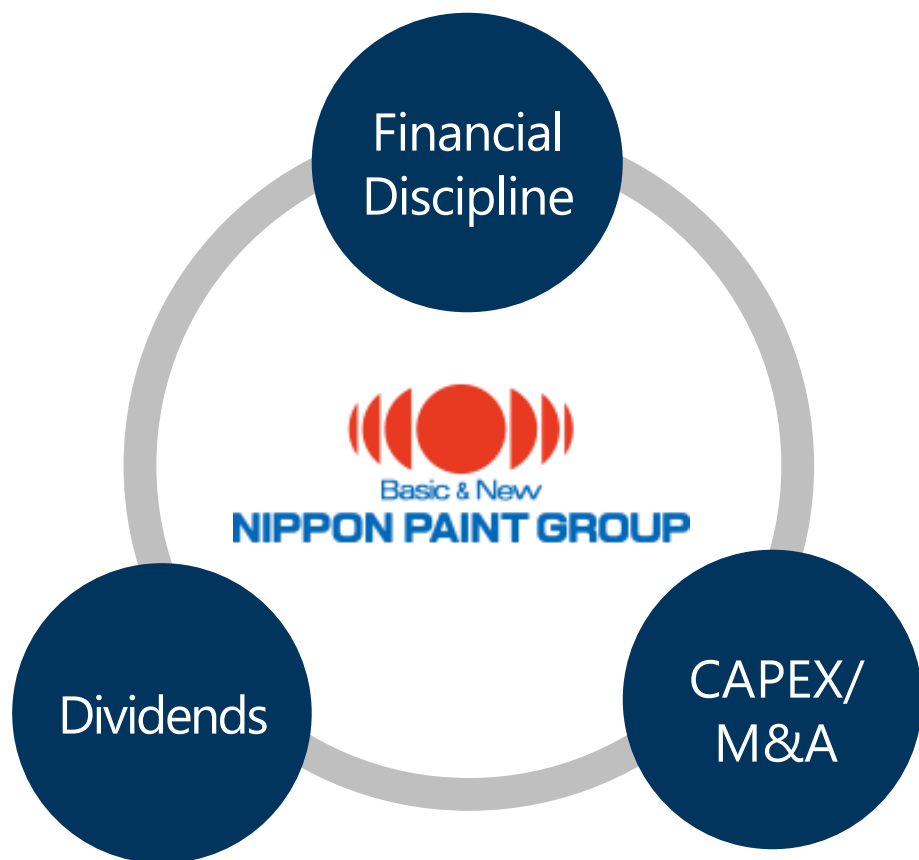 Financial
Discipline
Basic & New
NIPPON PAINT GROUP
Dividends
CAPEX/
M&A